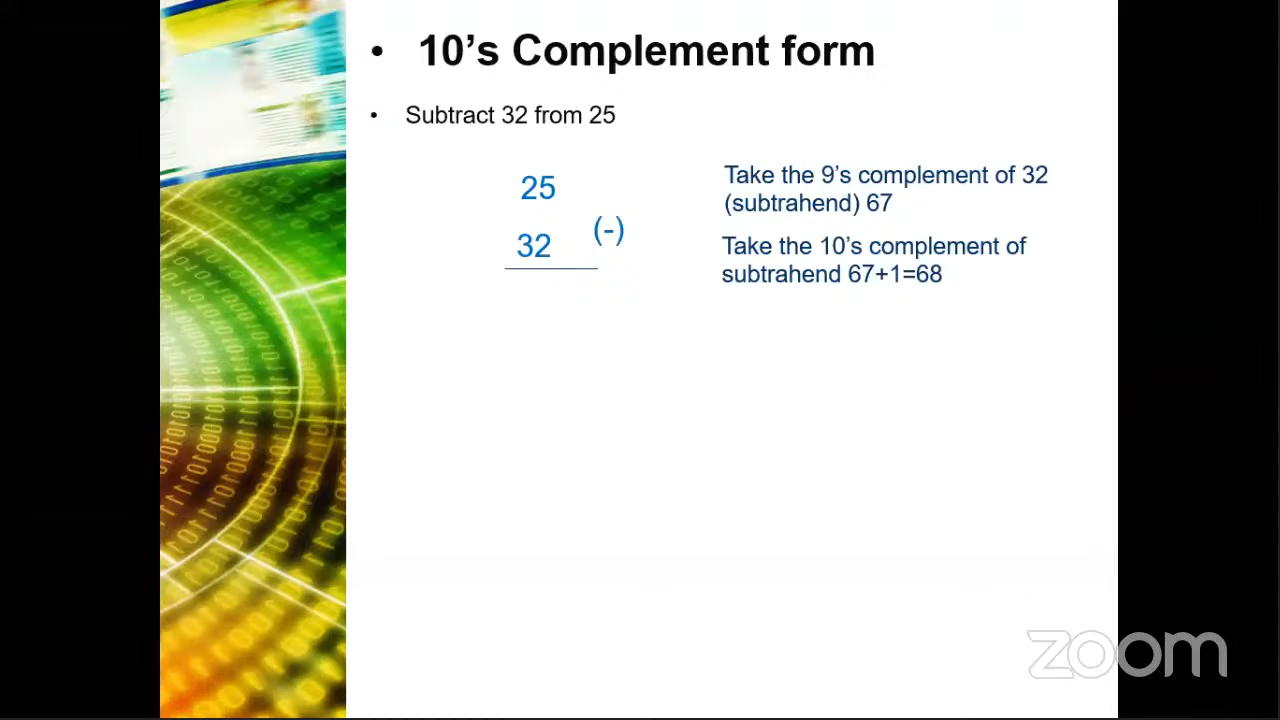 • 10's Complement form
• Subtract 32 from 25
25
32
(-)
Take the 9's complement of 32
(subtrahend) 67
Take the 10's complement of
subtrahend 67+1=68
zoom